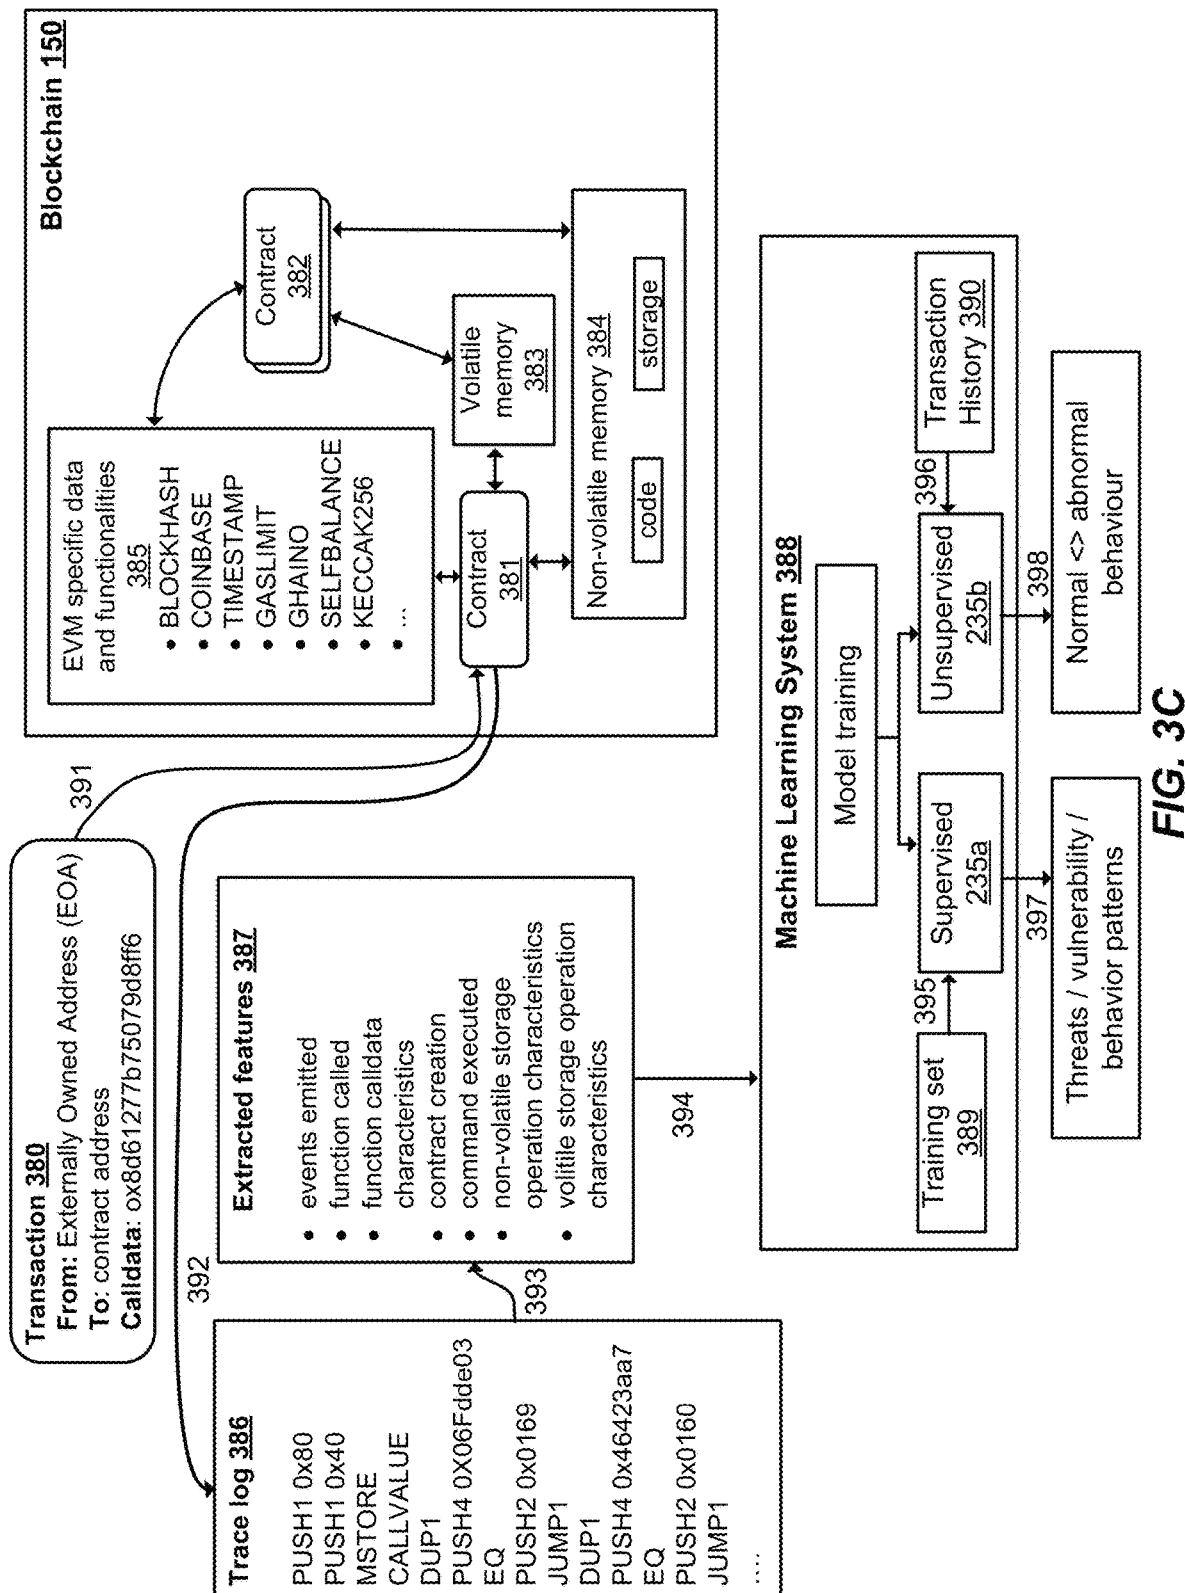 Transaction 380
From: Externally Owned Address (EOA)
To: contract address
Calldata: ox8d61277b75079d8ff6
391
392
Blockchain 150
EVM specific data
and functionalities
385
• BLOCKHASH
• COINBASE
• TIMESTAMP
• GASLIMIT
• GHAINO
• SELFBALANCE
• KECCAK256
• ...
Contract
382
Contract
381
Volatile
memory
383
Non-volatile memory 384
code
storage
Trace log 386
PUSH1 0x80
PUSH1 0x40
MSTORE
CALLVALUE
DUP1
PUSH4 0X06Fdde03
EQ
PUSH2 0x0169
JUMP1
DUP1
PUSH4 0x46423aa7
EQ
PUSH2 0x0160
JUMP1
....
393
Extracted features 387
• events emitted
• function called
• function calldata
characteristics
• contract creation
• command executed
• non-volatile storage
operation characteristics
• volitile storage operation
characteristics
394
Machine Learning System 388
Model training
Training set
389
395
Supervised
235a
Unsupervised
235b
396
Transaction
History 390
397
398
Threats / vulnerability /
behavior patterns
Normal <> abnormal
behaviour
FIG. 3C